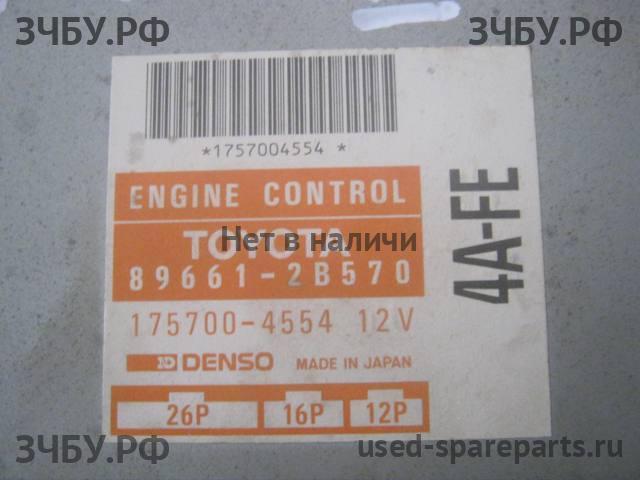 ЗЧБУ.РФ ЗЧБУ.РФ
*1757004554 *
ENGINE CONTROL
TOYOTA
Нет в наличи
89661-2B570
175700-4554 12V
ND DENSO MADE IN JAPAN
26P 16P 12P
4A-FE
ЗЧБУ.РФ used-spareparts.ru